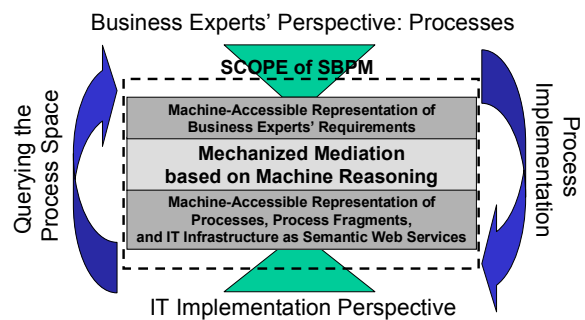 Business Experts' Perspective: Processes
SCOPE of SBPM
Querying the
Process Space
Machine-Accessible Representation of
Business Experts' Requirements
Mechanized Mediation
based on Machine Reasoning
Machine-Accessible Representation of
Processes, Process Fragments,
and IT Infrastructure as Semantic Web Services
Process
Implementation
IT Implementation Perspective